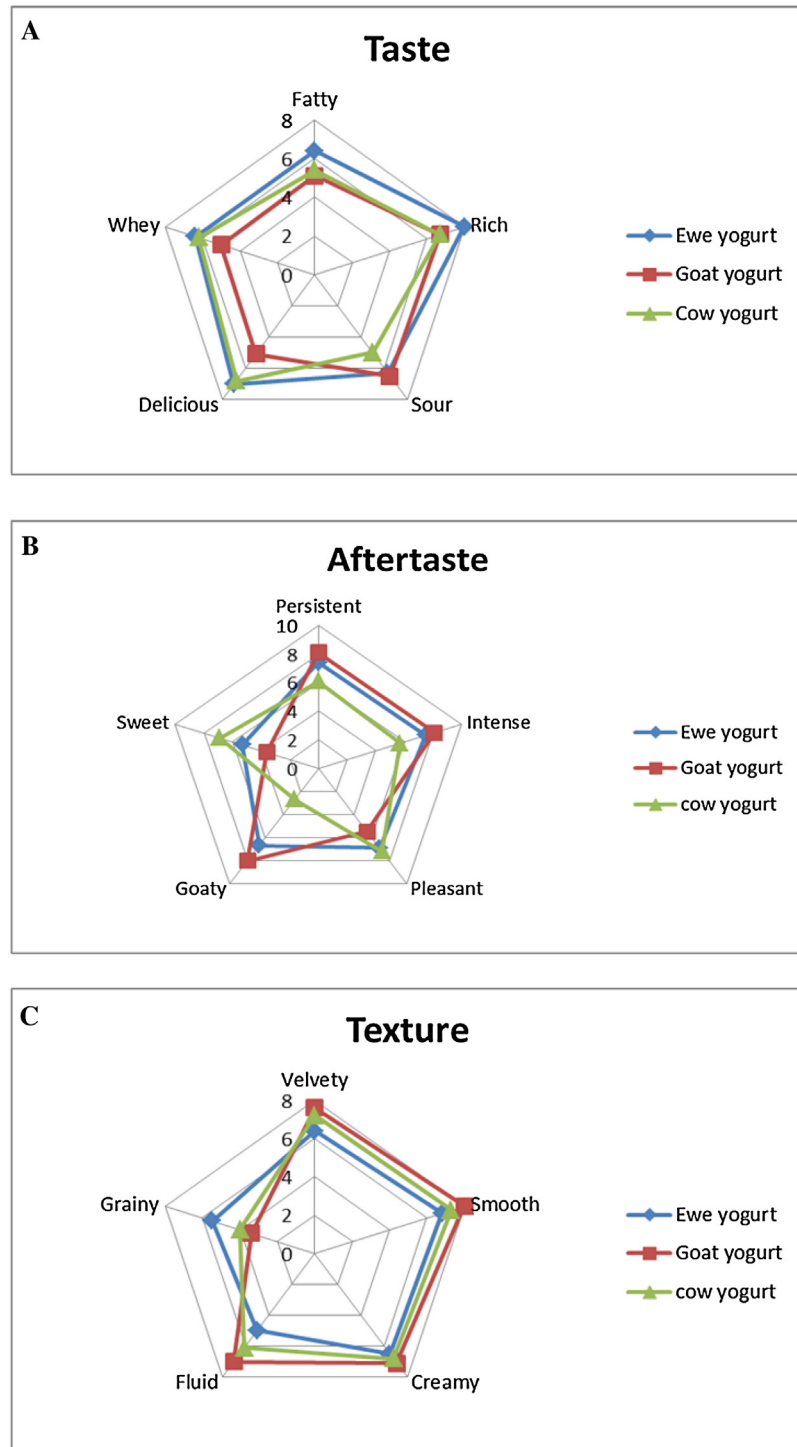 A
Taste
Fatty
8
6
4
2
0
Whey
Rich
Delicious
Sour
Ewe yogurt
Goat yogurt
Cow yogurt
B
Aftertaste
Persistent
10
8
6
4
2
0
Sweet
Intense
Goaty
Pleasant
Ewe yogurt
Goat yogurt
cow yogurt
C
Texture
Velvety
8
6
4
2
0
Grainy
Smooth
Fluid
Creamy
Ewe yogurt
Goat yogurt
cow yogurt